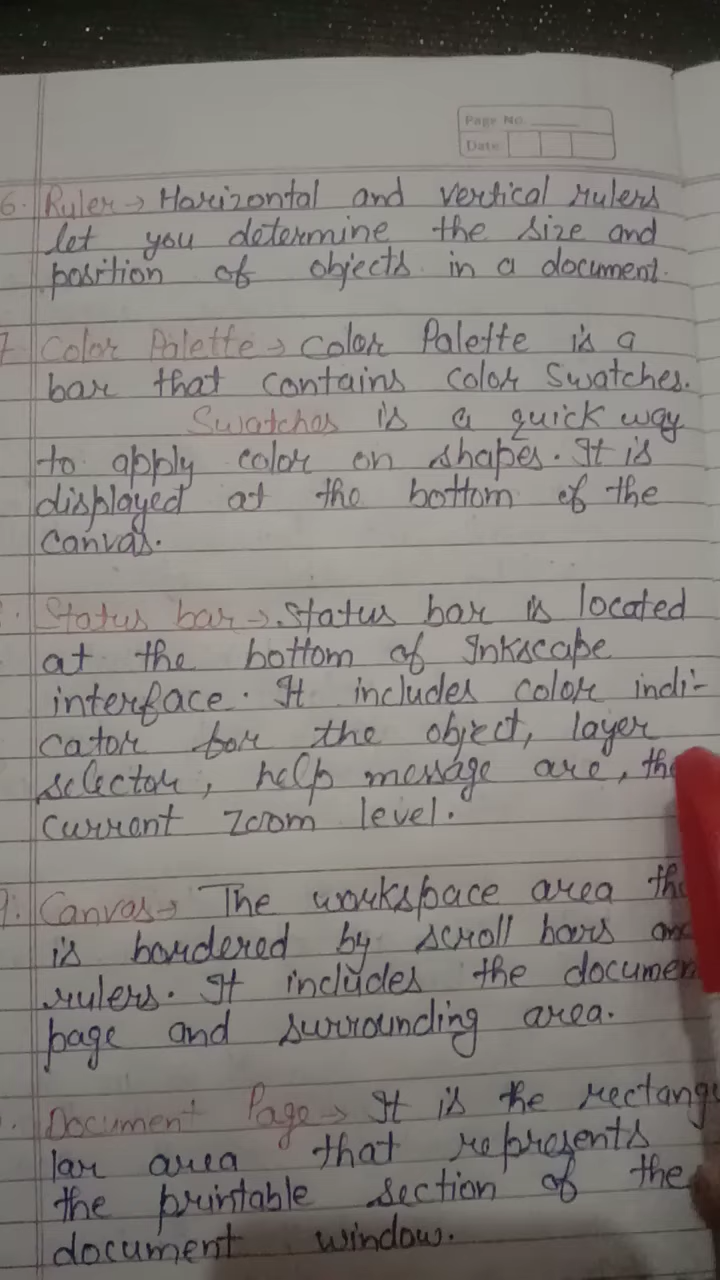 Page No.
Date
6. Ruler → Horizontal and vertical rulers
let you determine the size and
position of objects in a document.
7. Color Palette → Color Palette is a
bar that contains color Swatches.
Swatches is a quick way
to apply color on shapes. It is
displayed at the bottom of the
canvas.
Status bar → Status bar is located
at the bottom of Inkscape
interface. It includes color indi-
cator for the object, layer
selector, help message are, the
current zoom level.
9. Canvas → The workspace area
is bordered by scroll bars
rulers. It includes the
page and surrounding area.
Document Page → It is the rectangu
lar area that represents
the printable section of the
document window.